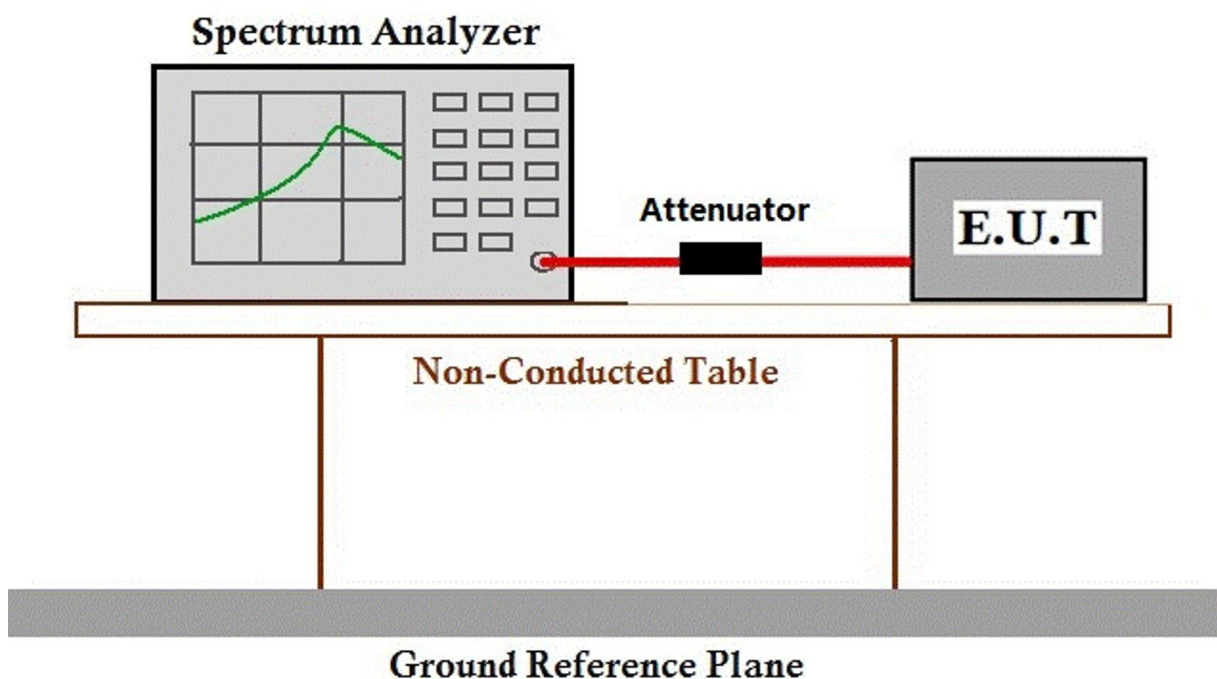 Spectrum Analyzer
Attenuator
E.U.T
Non-Conducted Table
Ground Reference Plane